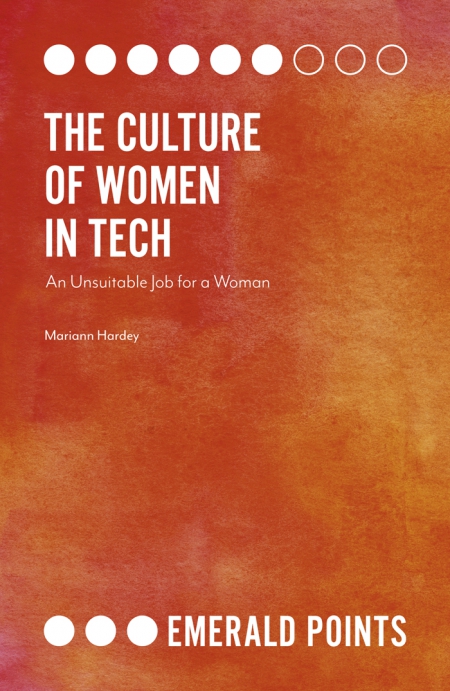 THE CULTURE
OF WOMEN
IN TECH
An Unsuitable Job for a Woman
Mariann Hardey
EMERALD POINTS